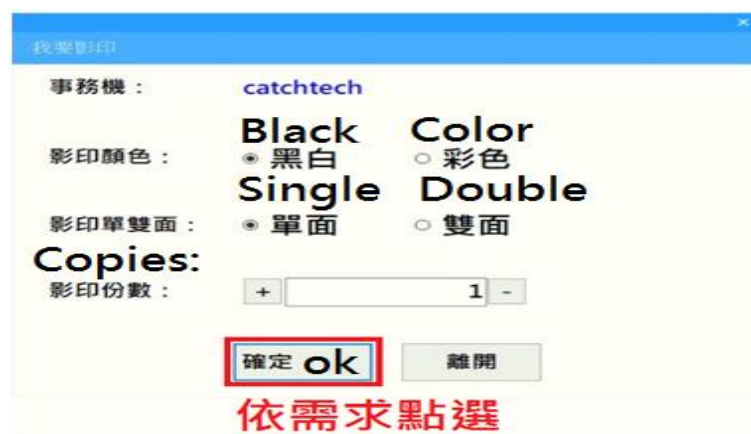 我要影印
事務機： catchtech
Black Color
影印顏色： 黑白 彩色
Single Double
影印單雙面： 單面 雙面
Copies:
影印份數： + 1 -
確定 ok 離開
依需求點選